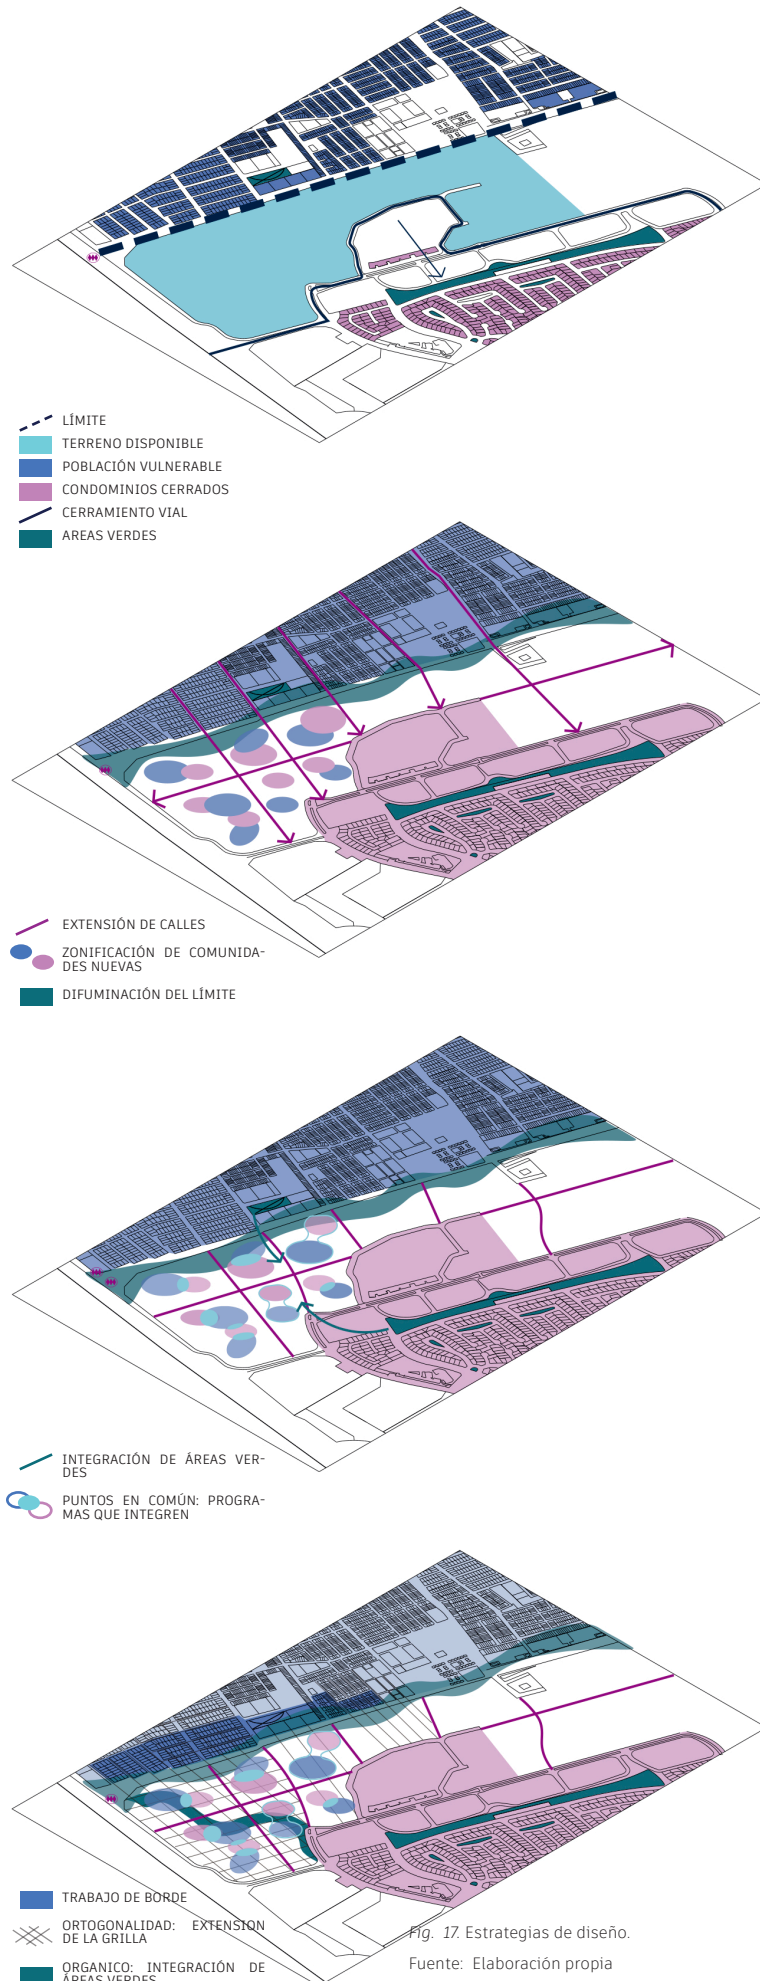 LÍMITE
TERRENO DISPONIBLE
POBLACIÓN VULNERABLE
CONDOMINIOS CERRADOS
CERRAMIENTO VIAL
AREAS VERDES
EXTENSIÓN DE CALLES
ZONIFICACIÓN DE COMUNIDA-
DES NUEVAS
DIFUMINACIÓN DEL LÍMITE
INTEGRACIÓN DE ÁREAS VER-
DES
PUNTOS EN COMÚN: PROGRA-
MAS QUE INTEGREN
TRABAJO DE BORDE
ORTOGONALIDAD: EXTENSION
DE LA GRILLA
ORGANICO: INTEGRACIÓN DE
ÁREAS VERDES
Fig. 17. Estrategias de diseño.
Fuente: Elaboración propia